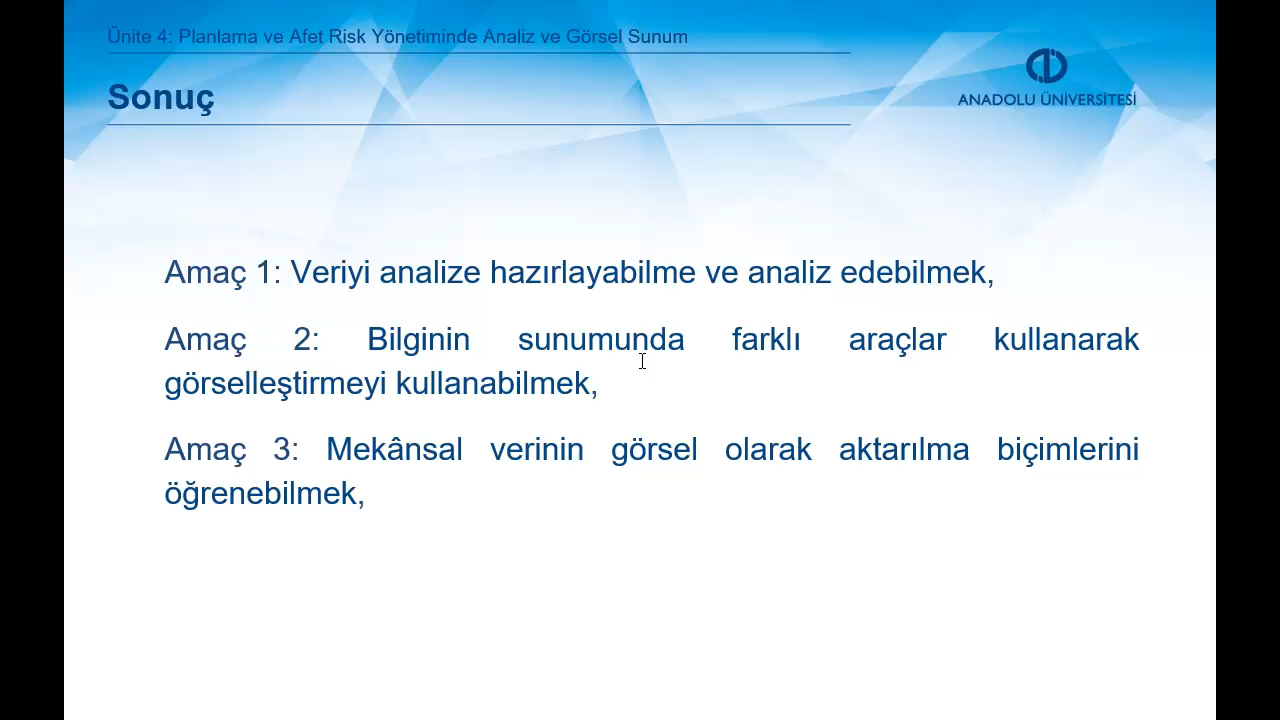 Ünite 4: Planlama ve Afet Risk Yönetiminde Analiz ve Görsel Sunum
Sonuç
ANADOLU ÜNİVERSİTESİ
Amaç 1: Veriyi analize hazırlayabilme ve analiz edebilmek,
Amaç 2: Bilginin sunumunda farklı araçlar kullanarak
görselleştirmeyi kullanabilmek,
Amaç 3: Mekânsal verinin görsel olarak aktarılma biçimlerini
öğrenebilmek,